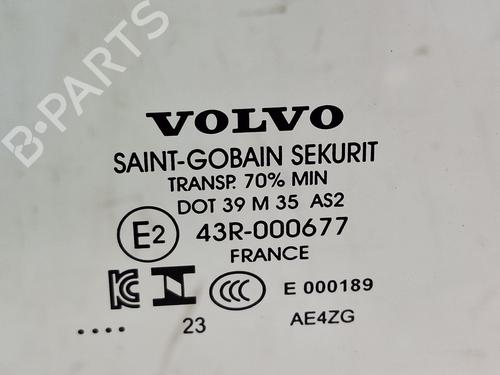 B-PARTS
VOLVO
SAINT-GOBAIN SEKURIT
TRANSP. 70% MIN
DOT 39 M 35 AS2
E2 43R-000677
FRANCE
CCC E 000189
.... 23 AE4ZG